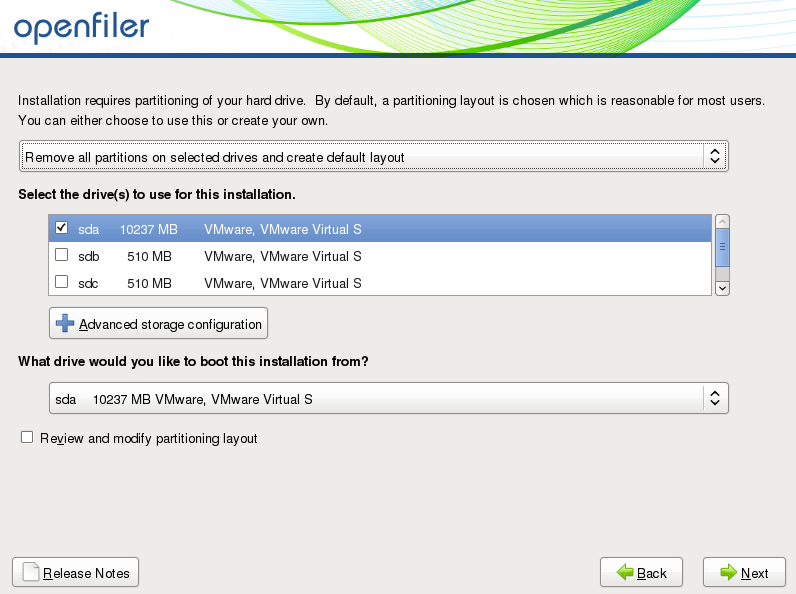 openfiler
Installation requires partitioning of your hard drive.  By default, a partitioning layout is chosen which is reasonable for most users.
You can either choose to use this or create your own.
Remove all partitions on selected drives and create default layout
Select the drive(s) to use for this installation.
sda 10237 MB VMware, VMware Virtual S
sdb 510 MB VMware, VMware Virtual S
sdc 510 MB VMware, VMware Virtual S
Advanced storage configuration
What drive would you like to boot this installation from?
sda 10237 MB VMware, VMware Virtual S
Review and modify partitioning layout
Release Notes Back Next